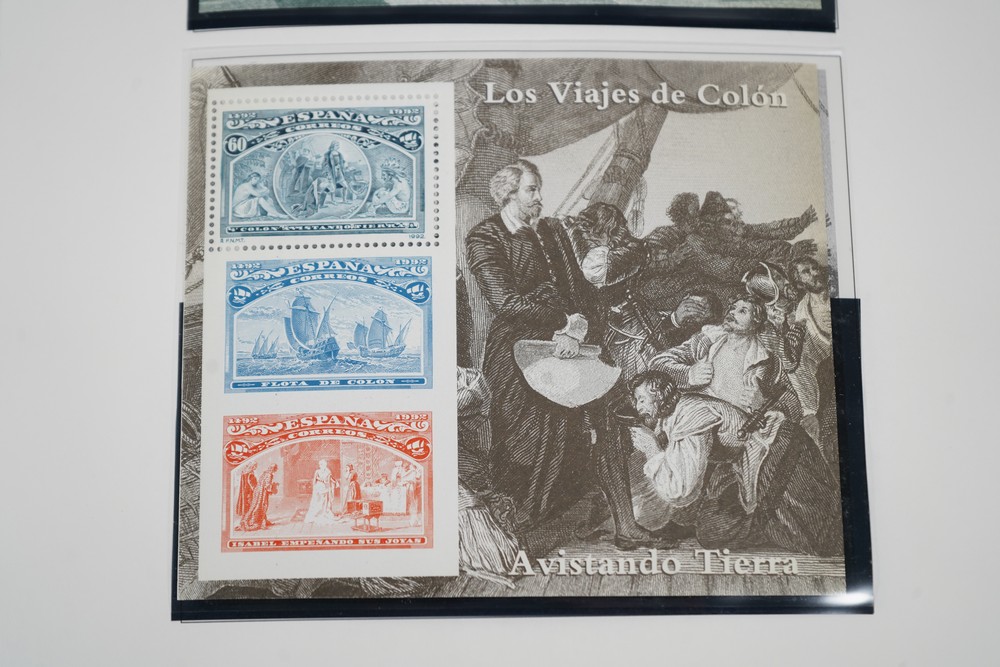 Los Viajes de Colón
1492 ESPAÑA 1992
CORREOS
60
COLON AVISTANDO TIERRA
F.N.M.T. 1992
1492 ESPAÑA 1992
CORREOS
FLOTA DE COLON
1492 ESPAÑA 1992
CORREOS
ISABEL EMPEÑANDO SUS JOYAS
Avistando Tierra